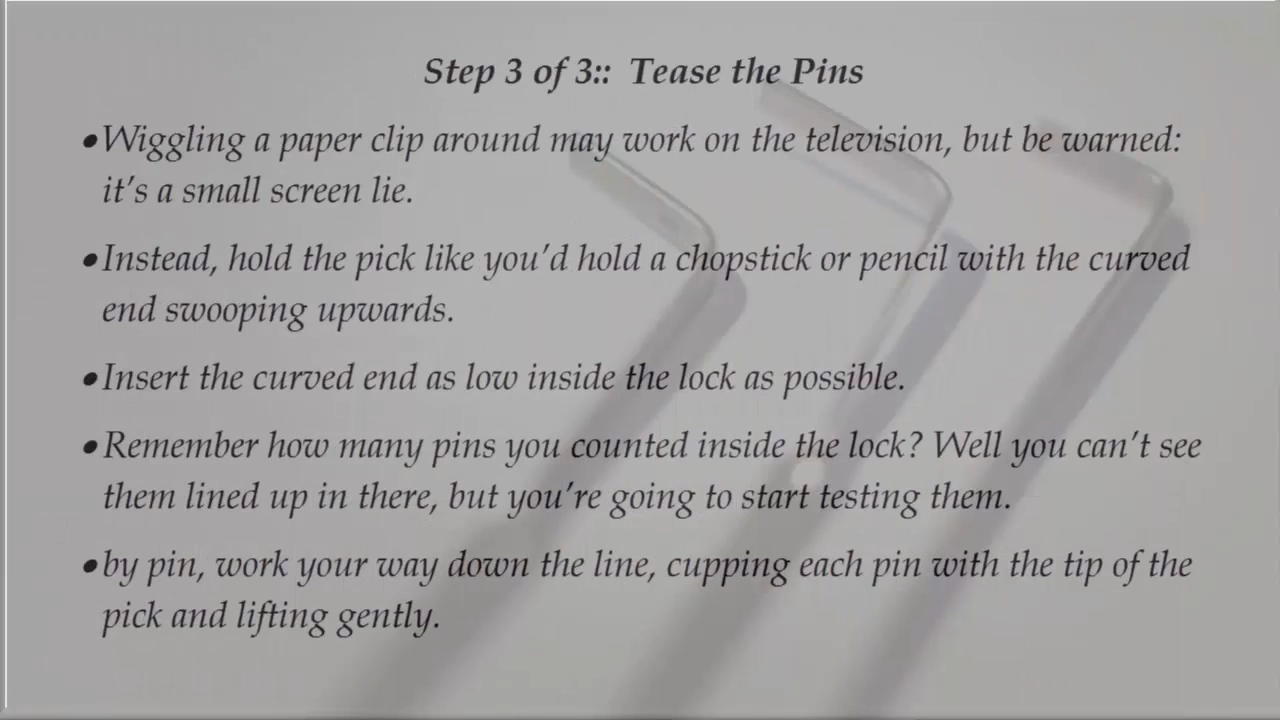 Step 3 of 3::  Tease the Pins
•Wiggling a paper clip around may work on the television, but be warned:
it's a small screen lie.
•Instead, hold the pick like you'd hold a chopstick or pencil with the curved
end swooping upwards.
•Insert the curved end as low inside the lock as possible.
•Remember how many pins you counted inside the lock? Well you can't see
them lined up in there, but you're going to start testing them.
•by pin, work your way down the line, cupping each pin with the tip of the
pick and lifting gently.